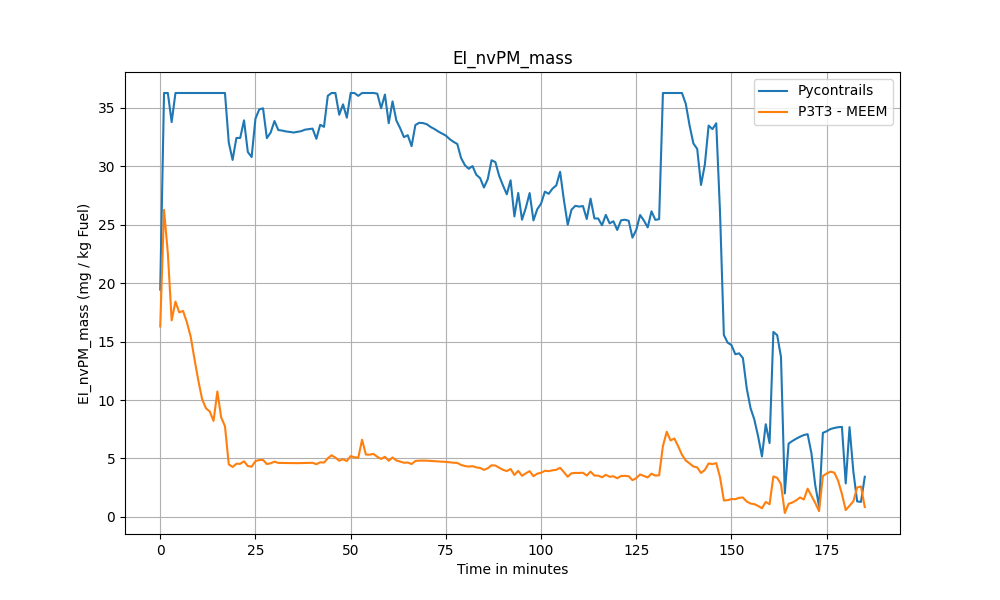 EI_nvPM_mass
Pycontrails
P3T3 - MEEM
EI_nvPM_mass (mg / kg Fuel)
35
30
25
20
15
10
5
0
0 25 50 75 100 125 150 175
Time in minutes